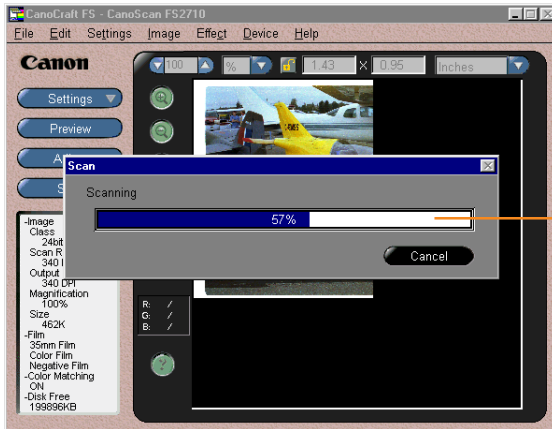 CanoCraft FS - CanoScan FS2710
File Edit Settings Image Effect Device Help
Canon
100 % 1.43 X 0.95 Inches
Settings
Preview
Scan
Scanning
57%
Cancel
-Image
Class
24bit
Scan R
340
Output
340 DPI
Magnification
100%
Size
462K
-Film
35mm Film
Color Film
Negative Film
-Color Matching
ON
-Disk Free
199896KB
R: /
G: /
B: /
?